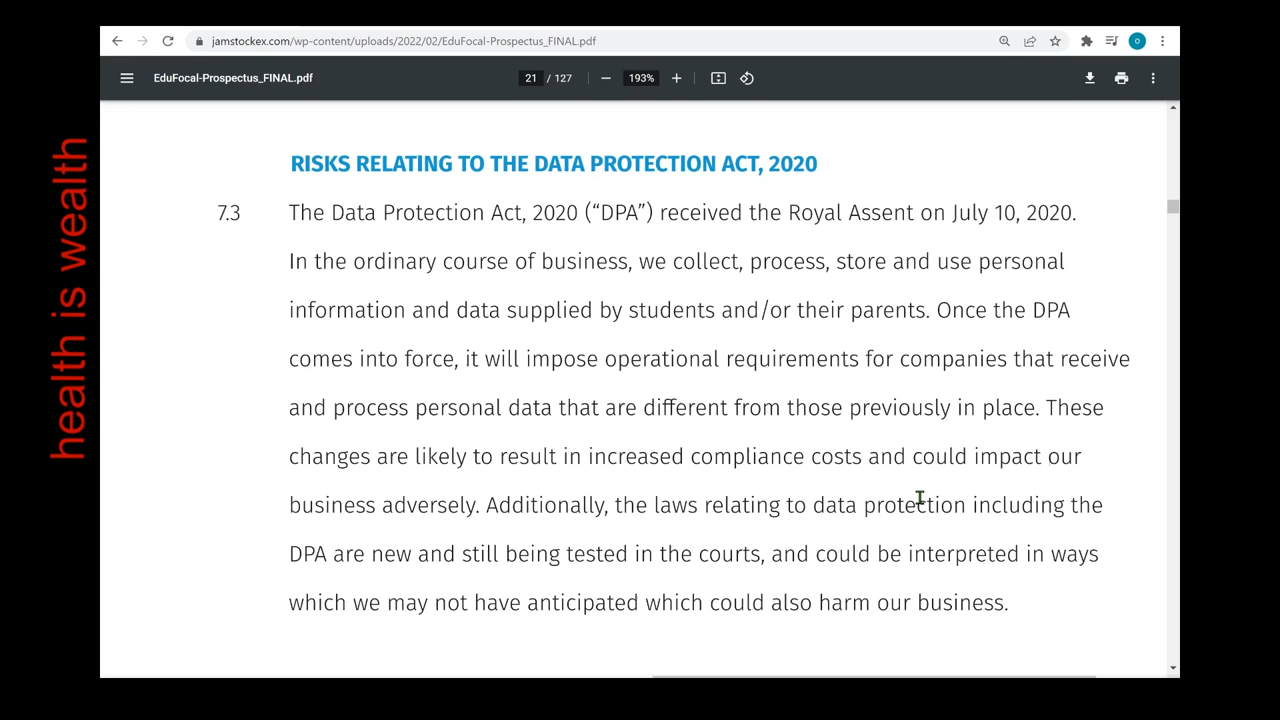 jamstockex.com/wp-content/uploads/2022/02/EduFocal-Prospectus_FINAL.pdf
o
EduFocal-Prospectus_FINAL.pdf
21 / 127
193%
health is wealth
RISKS RELATING TO THE DATA PROTECTION ACT, 2020
7.3 The Data Protection Act, 2020 (“DPA”) received the Royal Assent on July 10, 2020.
In the ordinary course of business, we collect, process, store and use personal
information and data supplied by students and/or their parents. Once the DPA
comes into force, it will impose operational requirements for companies that receive
and process personal data that are different from those previously in place. These
changes are likely to result in increased compliance costs and could impact our
business adversely. Additionally, the laws relating to data protection including the
DPA are new and still being tested in the courts, and could be interpreted in ways
which we may not have anticipated which could also harm our business.